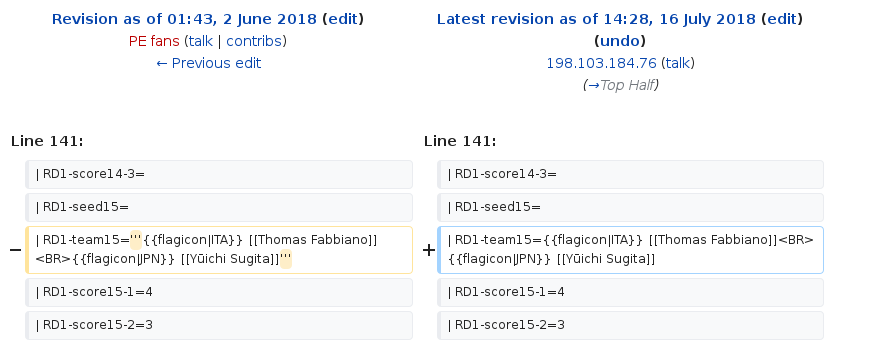 Revision as of 01:43, 2 June 2018 (edit)
PE fans (talk | contribs)
← Previous edit
Latest revision as of 14:28, 16 July 2018 (edit)
(undo)
198.103.184.76 (talk)
(→Top Half)
Line 141:
Line 141:
| RD1-score14-3=
| RD1-score14-3=
| RD1-seed15=
| RD1-seed15=
− | RD1-team15='''{{flagicon|ITA}} [[Thomas Fabbiano]]
<BR>{{flagicon|JPN}} [[Yūichi Sugita]]'''
+ | RD1-team15={{flagicon|ITA}} [[Thomas Fabbiano]]<BR>
{{flagicon|JPN}} [[Yūichi Sugita]]
| RD1-score15-1=4
| RD1-score15-1=4
| RD1-score15-2=3
| RD1-score15-2=3